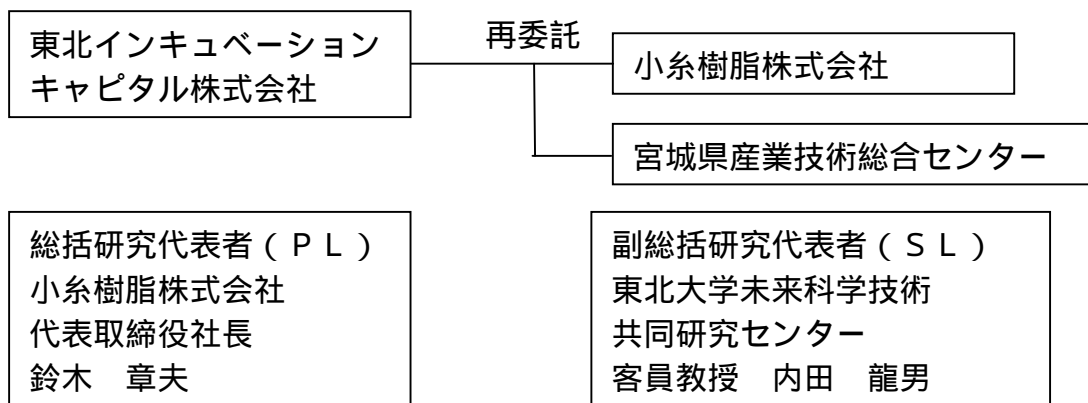 東北インキュベーション
キャピタル株式会社
再委託
小糸樹脂株式会社
宮城県産業技術総合センター
総括研究代表者（ＰＬ）
小糸樹脂株式会社
代表取締役社長
鈴木　章夫
副総括研究代表者（ＳＬ）
東北大学未来科学技術
共同研究センター
客員教授　内田　龍男